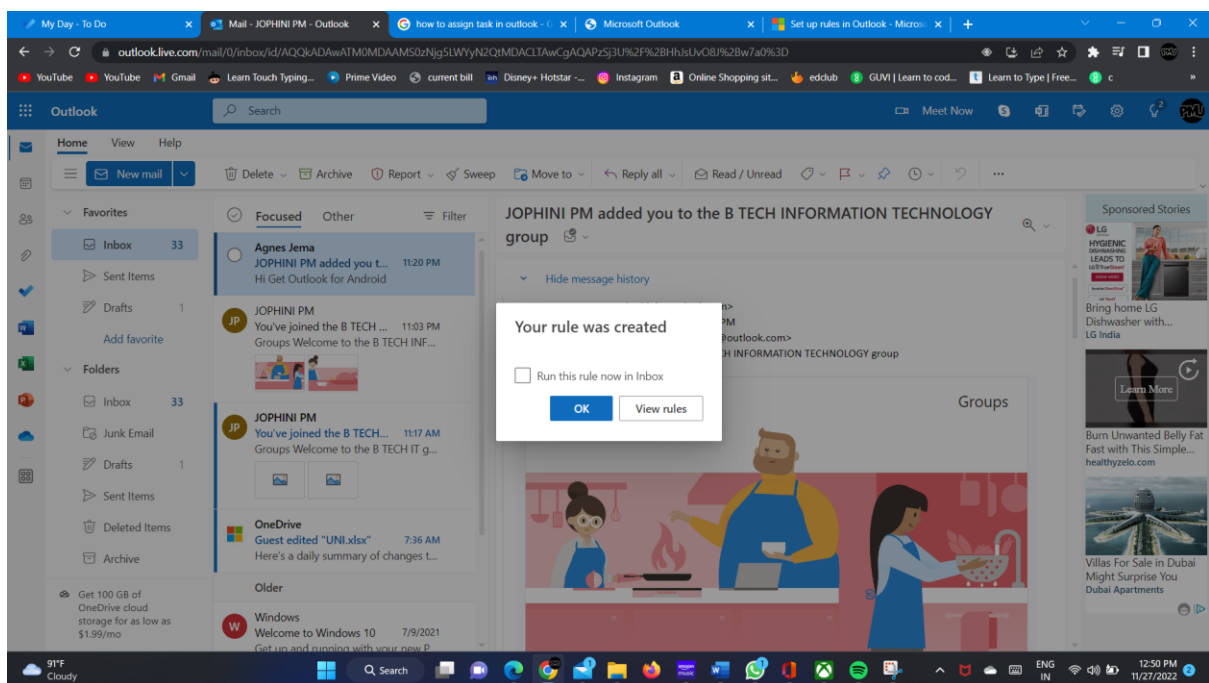 My Day - To Do
Mail - JOPHINI PM - Outlook
how to assign task in outlook - G
Microsoft Outlook
Set up rules in Outlook - Microso
outlook.live.com/mail/0/inbox/id/
YouTube
YouTube
Gmail
Learn Touch Typing...
Prime Video
current bill
Disney+ Hotstar -...
Instagram
Online Shopping sit...
edclub
GUVI | Learn to cod...
Learn to Type | Free...
c
»
Outlook
Search
Meet Now
2
Home View Help
New mail
Delete
Archive
Report
Sweep
Move to
Reply all
Read / Unread
Favorites
Inbox 33
Sent Items
Drafts 1
Add favorite
Folders
Inbox 33
Junk Email
Drafts 1
Sent Items
Deleted Items
Archive
Get 100 GB of
OneDrive cloud
storage for as low as
$1.99/mo
Focused Other Filter
Agnes Jema
JOPHINI PM added you t... 11:20 PM
Hi Get Outlook for Android
JP
JOPHINI PM
You've joined the B TECH ... 11:03 PM
Groups Welcome to the B TECH INF...
JP
JOPHINI PM
You've joined the B TECH... 11:17 AM
Groups Welcome to the B TECH IT g...
OneDrive
Guest edited "UNI.xlsx" 7:36 AM
Here's a daily summary of changes t...
Older
W
Windows
Welcome to Windows 10 7/9/2021
Get up and running with your new P...
JOPHINI PM added you to the B TECH INFORMATION TECHNOLOGY
group
Hide message history
PM
outlook.com>
H INFORMATION TECHNOLOGY group
Groups
Your rule was created
Run this rule now in Inbox
OK
View rules
Sponsored Stories
LG
HYGIENIC
DISHWASHING
LEADS TO
Bring home LG
Dishwasher with...
LG India
Learn More
Burn Unwanted Belly Fat
Fast with This Simple...
healthyzelo.com
Villas For Sale in Dubai
Might Surprise You
Dubai Apartments
91°F
Cloudy
Search
ENG
IN
12:50 PM
11/27/2022
2